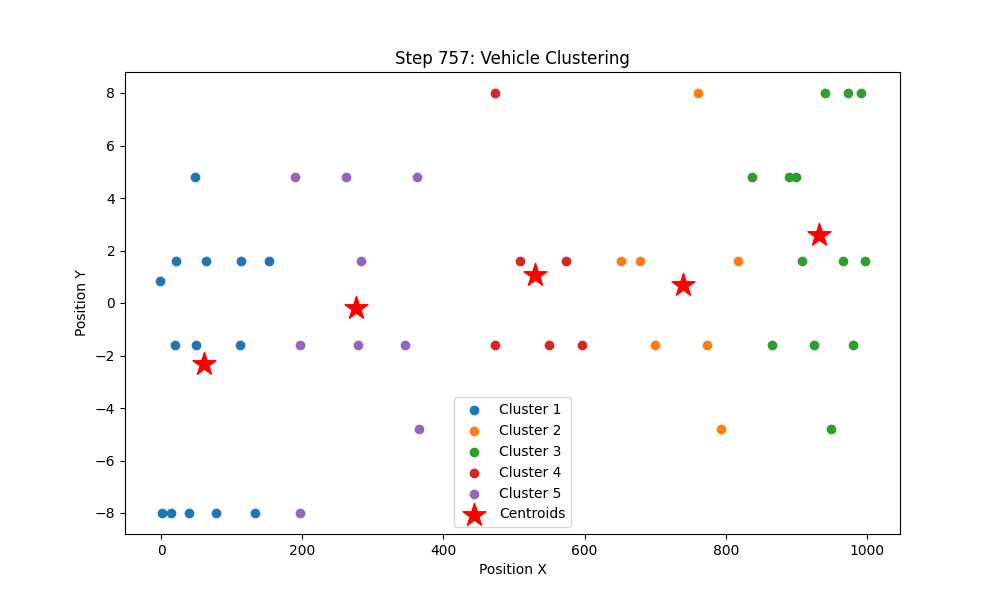 Step 757: Vehicle Clustering
8
6
4
2
0
−2
−4
−6
−8
Position Y
Cluster 1
Cluster 2
Cluster 3
Cluster 4
Cluster 5
Centroids
0 200 400 600 800 1000
Position X